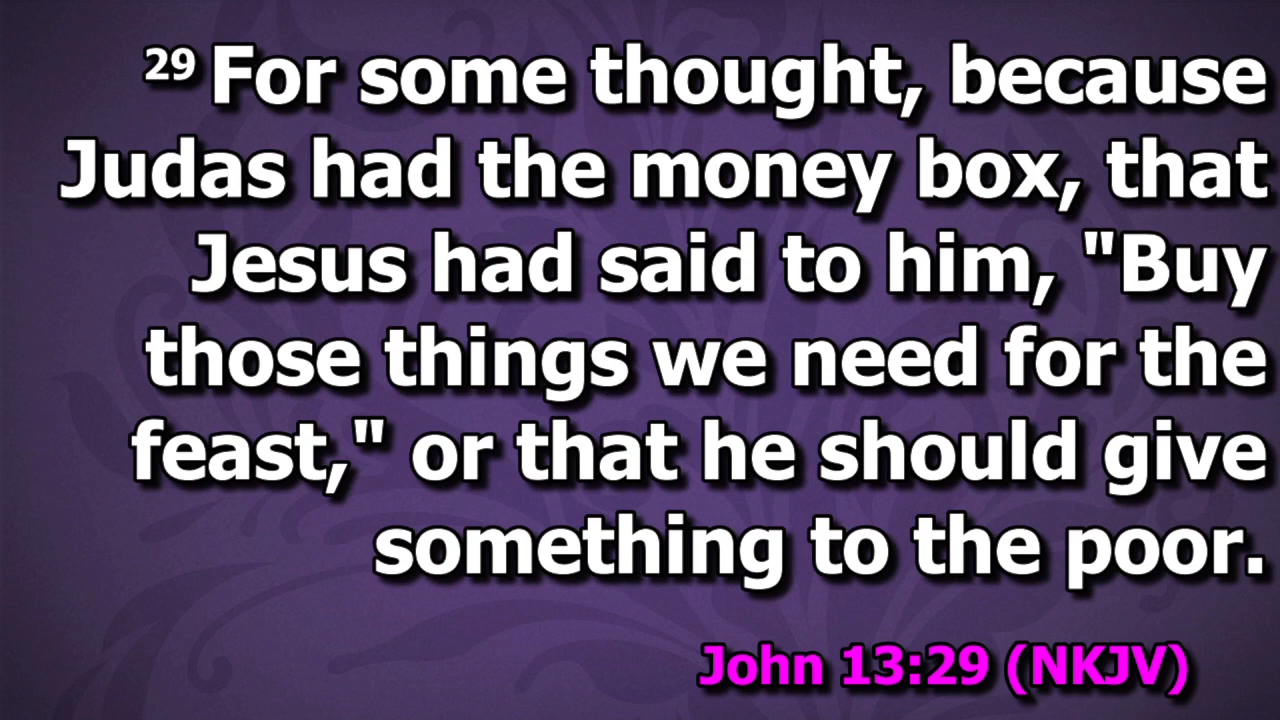 29 For some thought, because
Judas had the money box, that
Jesus had said to him, "Buy
those things we need for the
feast," or that he should give
something to the poor.
John 13:29 (NKJV)